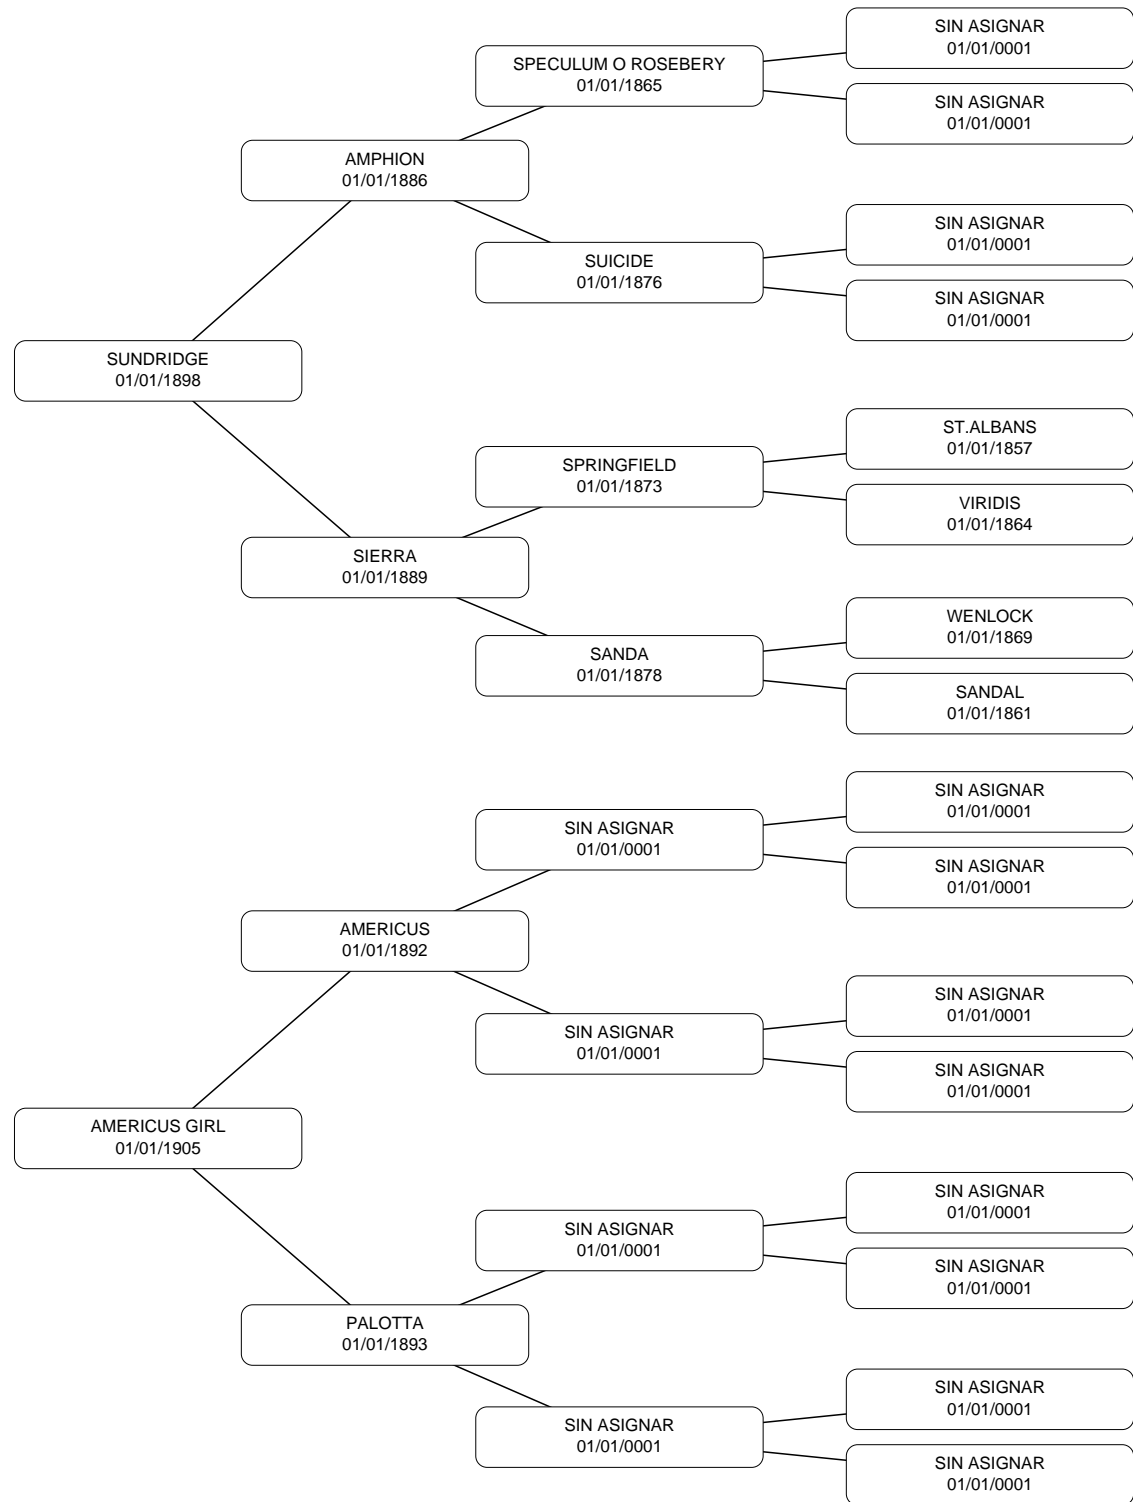 SIN ASIGNAR
01/01/0001
SPECULUM O ROSEBERY
01/01/1865
SIN ASIGNAR
01/01/0001
AMPHION
01/01/1886
SIN ASIGNAR
01/01/0001
SUICIDE
01/01/1876
SIN ASIGNAR
01/01/0001
SUNDRIDGE
01/01/1898
ST.ALBANS
01/01/1857
SPRINGFIELD
01/01/1873
VIRIDIS
01/01/1864
SIERRA
01/01/1889
WENLOCK
01/01/1869
SANDA
01/01/1878
SANDAL
01/01/1861
SIN ASIGNAR
01/01/0001
SIN ASIGNAR
01/01/0001
SIN ASIGNAR
01/01/0001
AMERICUS
01/01/1892
SIN ASIGNAR
01/01/0001
SIN ASIGNAR
01/01/0001
SIN ASIGNAR
01/01/0001
AMERICUS GIRL
01/01/1905
SIN ASIGNAR
01/01/0001
SIN ASIGNAR
01/01/0001
SIN ASIGNAR
01/01/0001
PALOTTA
01/01/1893
SIN ASIGNAR
01/01/0001
SIN ASIGNAR
01/01/0001
SIN ASIGNAR
01/01/0001